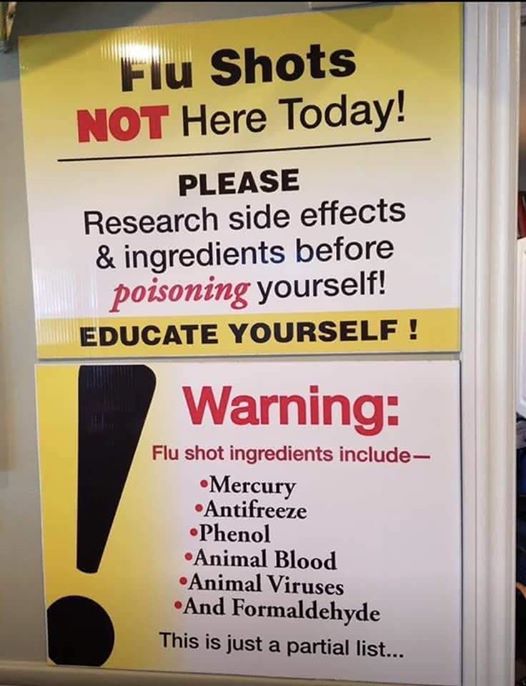 Flu Shots
NOT Here Today!
PLEASE
Research side effects
& ingredients before
poisoning yourself!
EDUCATE YOURSELF !
!
Warning:
Flu shot ingredients include—
•Mercury
•Antifreeze
•Phenol
•Animal Blood
•Animal Viruses
•And Formaldehyde
This is just a partial list...